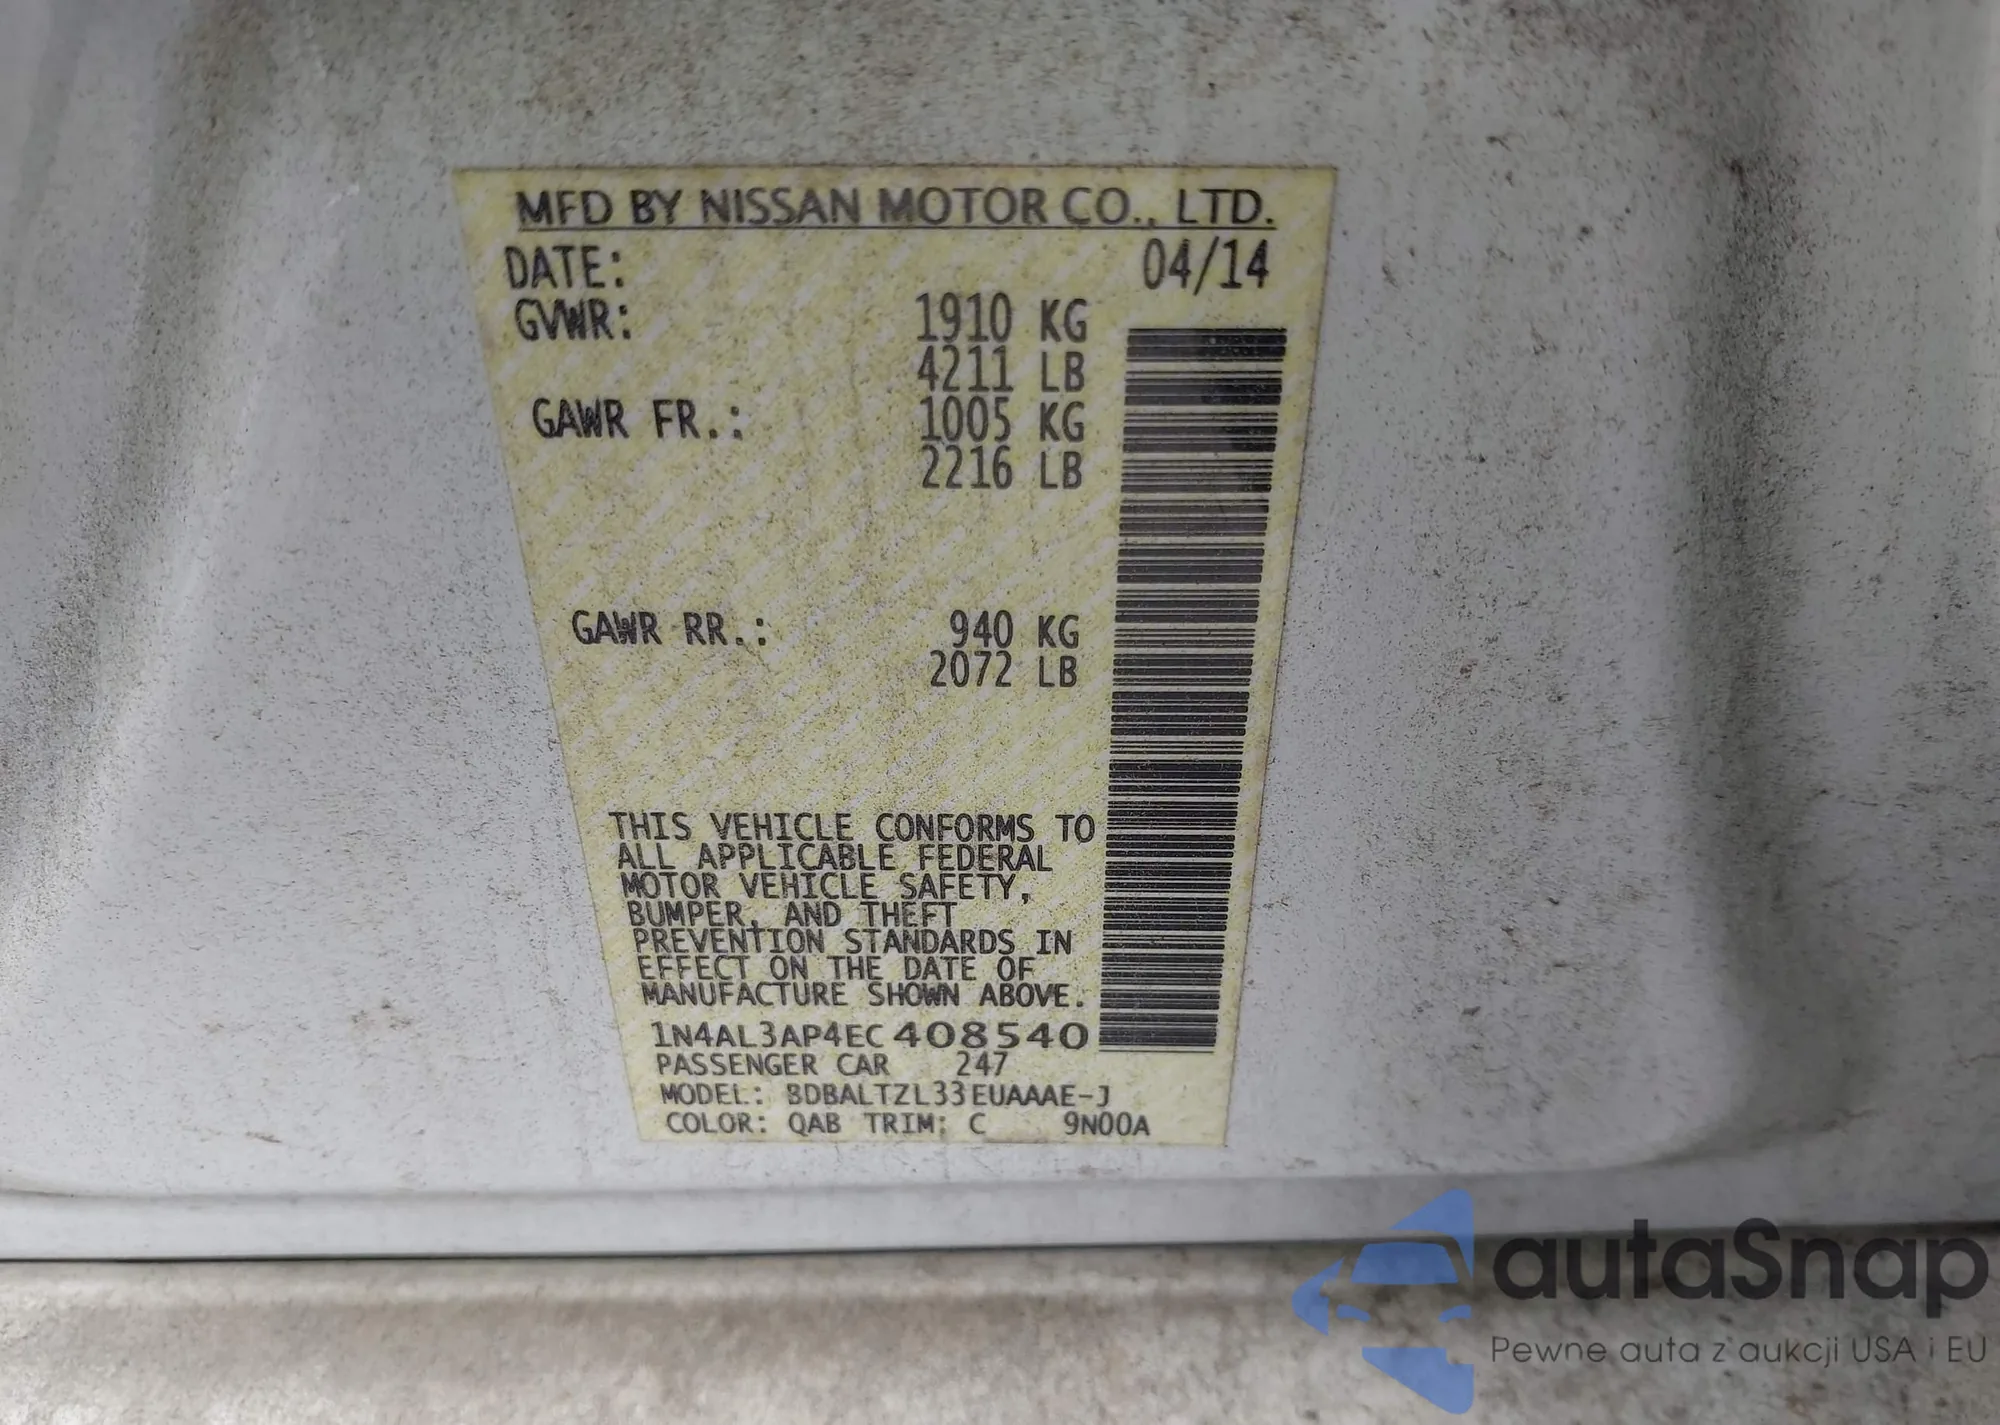 MFD BY NISSAN MOTOR CO., LTD.
DATE: 04/14
GVWR: 1910 KG
4211 LB
GAWR FR.: 1005 KG
2216 LB
GAWR RR.: 940 KG
2072 LB
THIS VEHICLE CONFORMS TO
ALL APPLICABLE FEDERAL
MOTOR VEHICLE SAFETY,
BUMPER, AND THEFT
PREVENTION STANDARDS IN
EFFECT ON THE DATE OF
MANUFACTURE SHOWN ABOVE.
1N4AL3AP4EC408540
PASSENGER CAR 247
MODEL: BDBALTZL33EUAAAE-J
COLOR: QAB TRIM: C 9N00A
autaSnap
Pewne auta z aukcji USA i EU